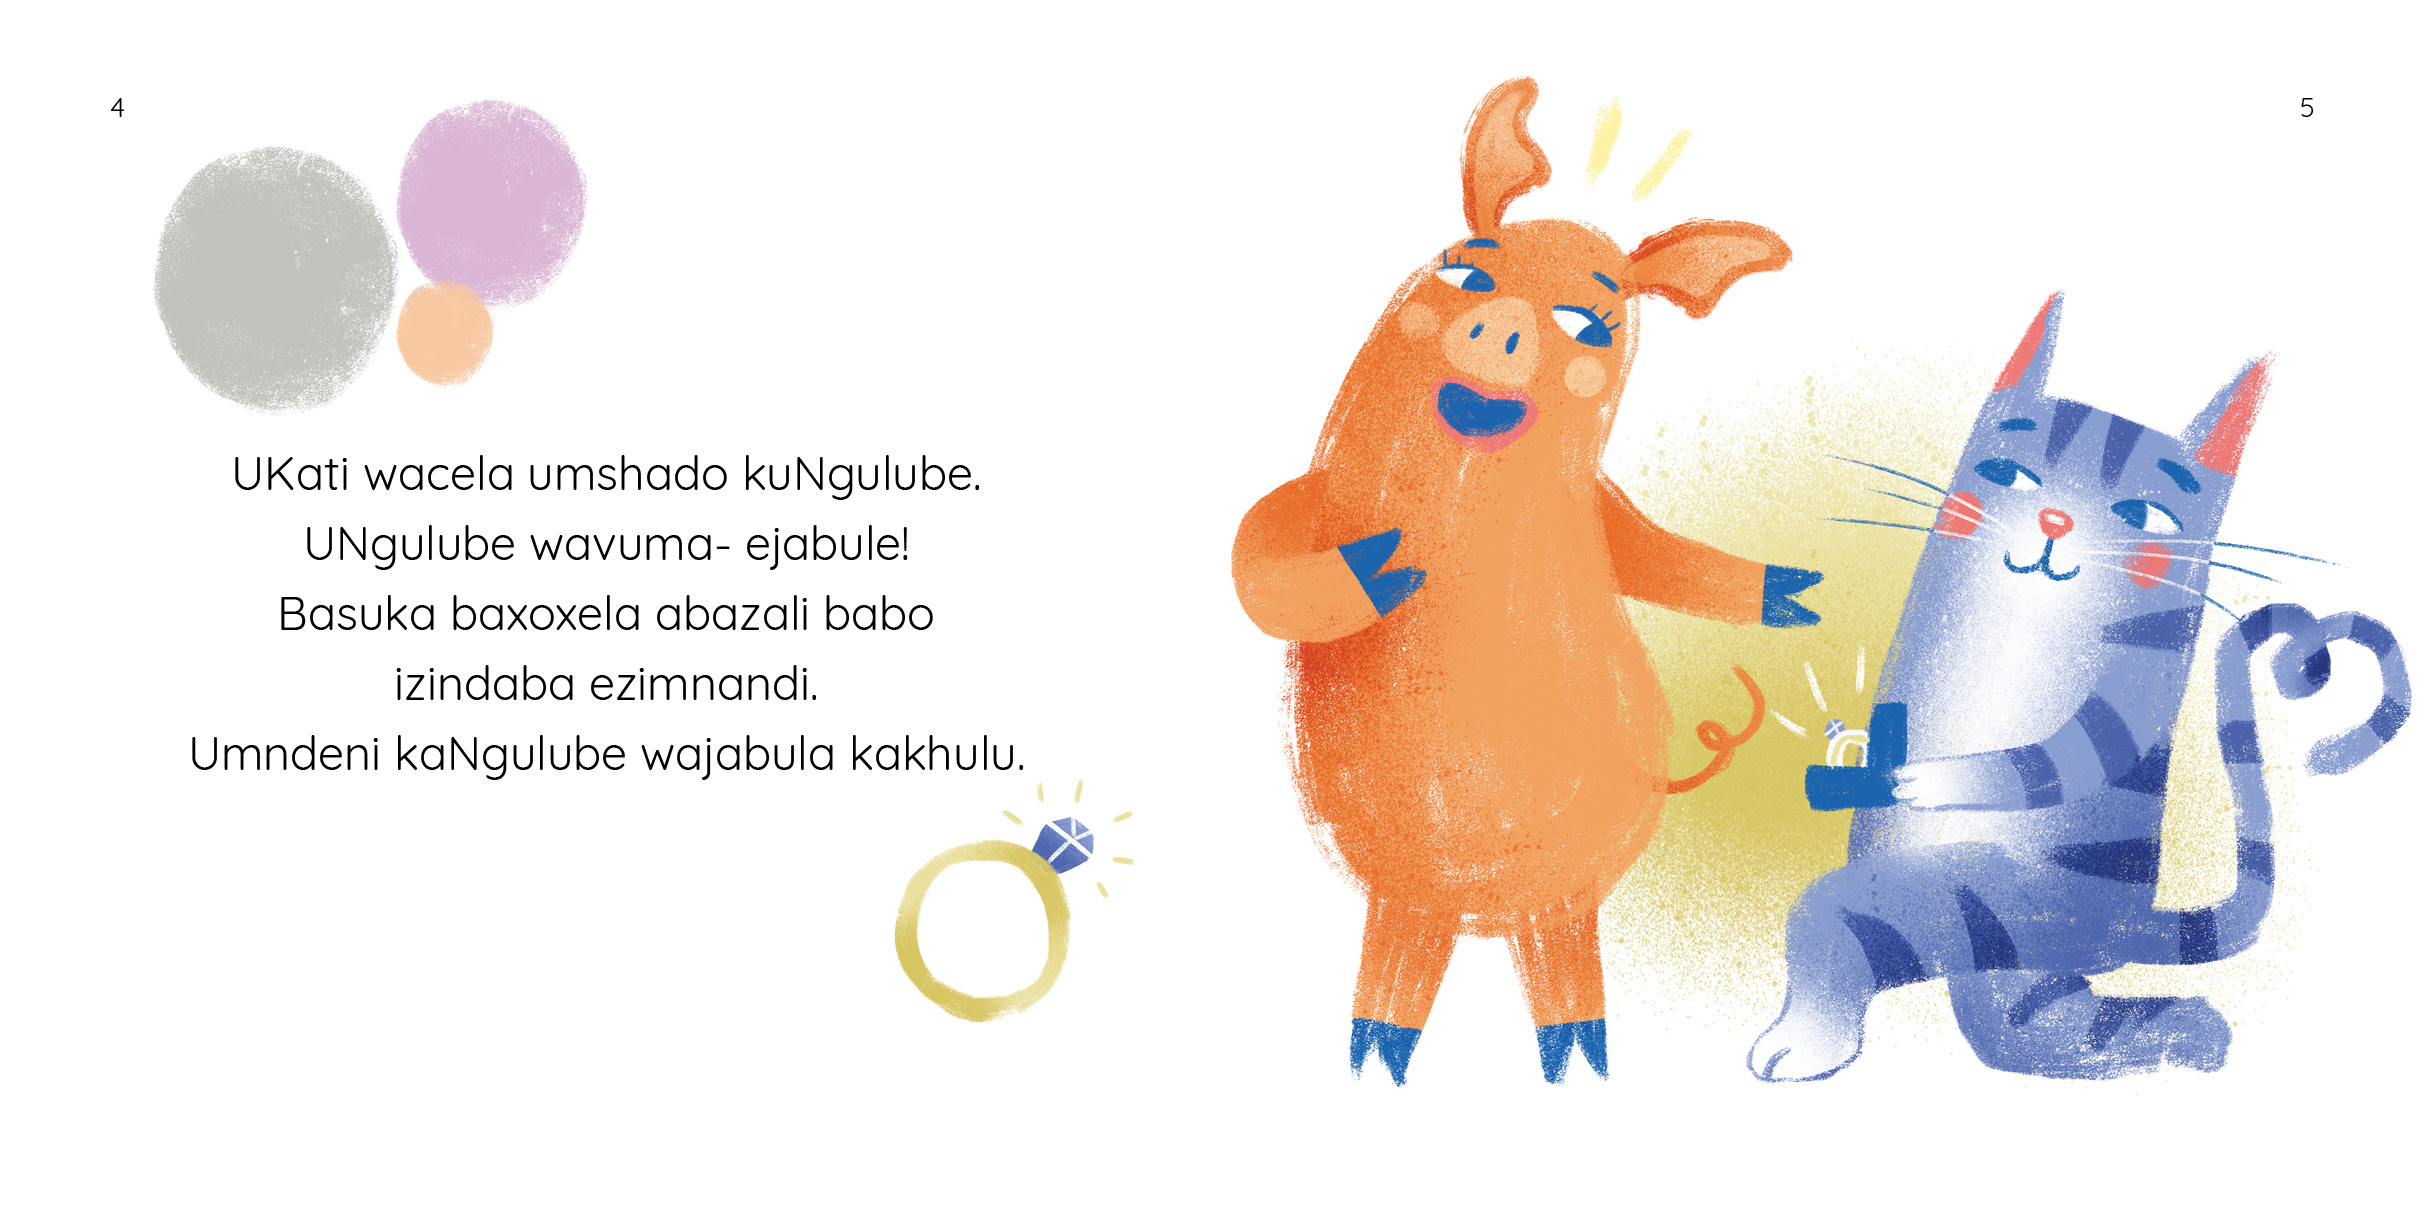 4
5
UKati wacela umshado kuNgulube.
UNgulube wavuma- ejabule!
Basuka baxoxela abazali babo
izindaba ezimnandi.
Umndeni kaNgulube wajabula kakhulu.